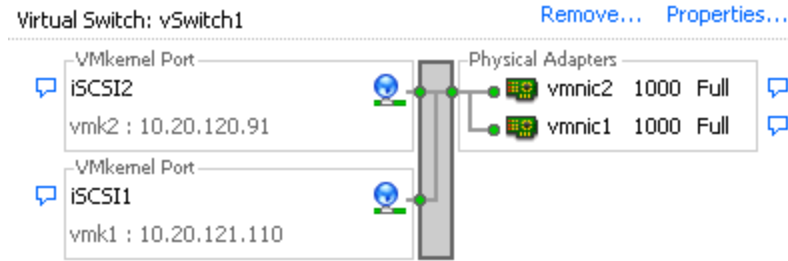 Virtual Switch: vSwitch1 Remove... Properties...
VMkernel Port Physical Adapters
iSCSI2 vmnic2 1000 Full
vmk2 : 10.20.120.91 vmnic1 1000 Full
VMkernel Port
iSCSI1
vmk1 : 10.20.121.110